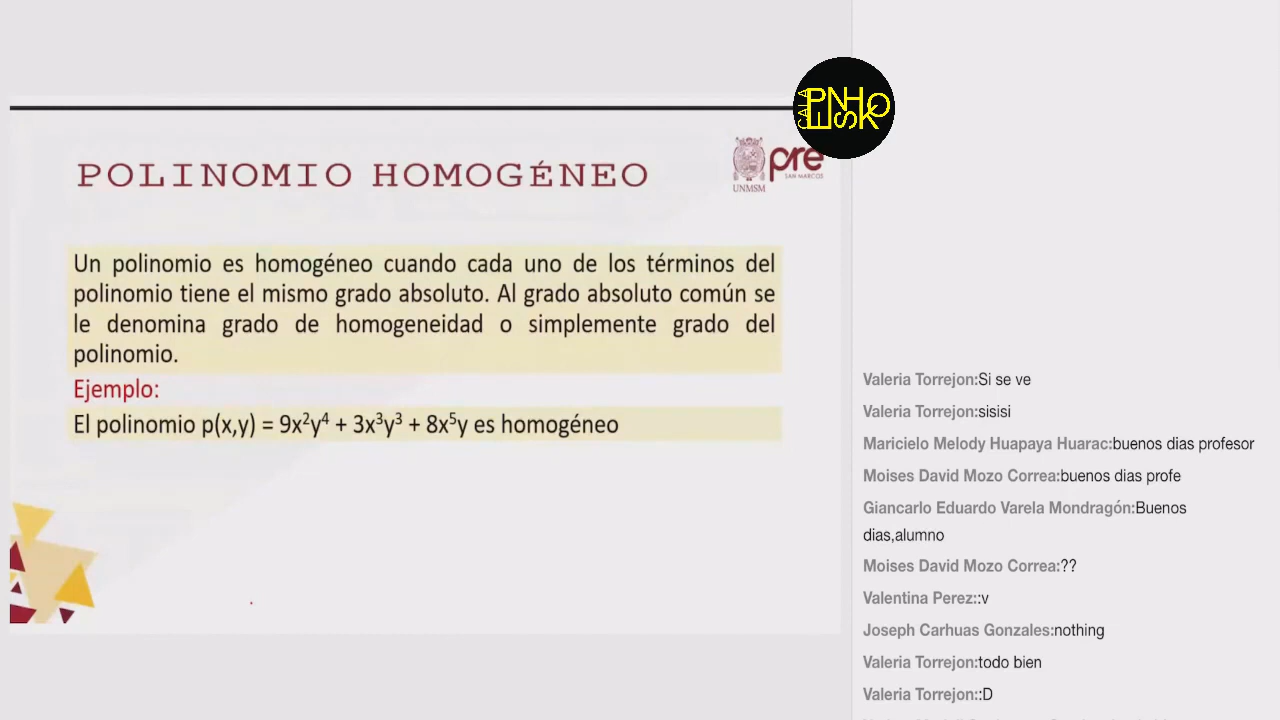 POLINOMIO HOMOGÉNEO
UNMSM
pre
SAN MARCOS
CALA
PENHSKO
Un polinomio es homogéneo cuando cada uno de los términos del
polinomio tiene el mismo grado absoluto. Al grado absoluto común se
le denomina grado de homogeneidad o simplemente grado del
polinomio.
Ejemplo:
El polinomio p(x,y) = 9x²y⁴ + 3x³y³ + 8x⁵y es homogéneo
Valeria Torrejon:Si se ve
Valeria Torrejon:sisisi
Maricielo Melody Huapaya Huarac:buenos dias profesor
Moises David Mozo Correa:buenos dias profe
Giancarlo Eduardo Varela Mondragón:Buenos
dias,alumno
Moises David Mozo Correa:??
Valentina Perez::v
Joseph Carhuas Gonzales:nothing
Valeria Torrejon:todo bien
Valeria Torrejon::D